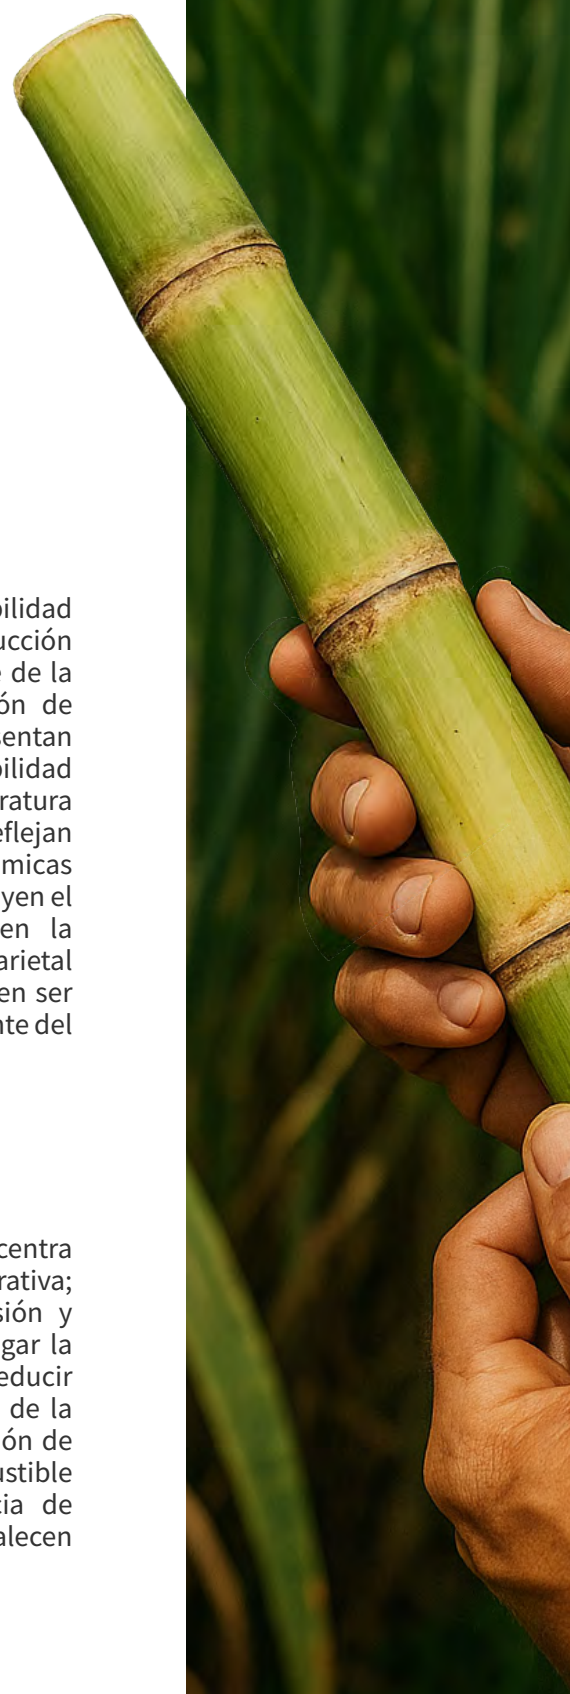 bilidad
ucción
de la
ón de
sentan
bilidad
ratura
eflejan
micas
yen el
en la
arietal
en ser
nte del
centra
rativa;
sión y
gar la
educir
de la
ón de
ustible
cia de
alecen